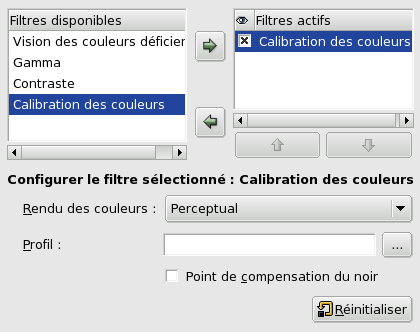 Filtres disponibles
Vision des couleurs déficier
Gamma
Contraste
Calibration des couleurs
Filtres actifs
Calibration des couleurs
Configurer le filtre sélectionné : Calibration des couleurs
Rendu des couleurs : Perceptual
Profil : ...
Point de compensation du noir
Réinitialiser